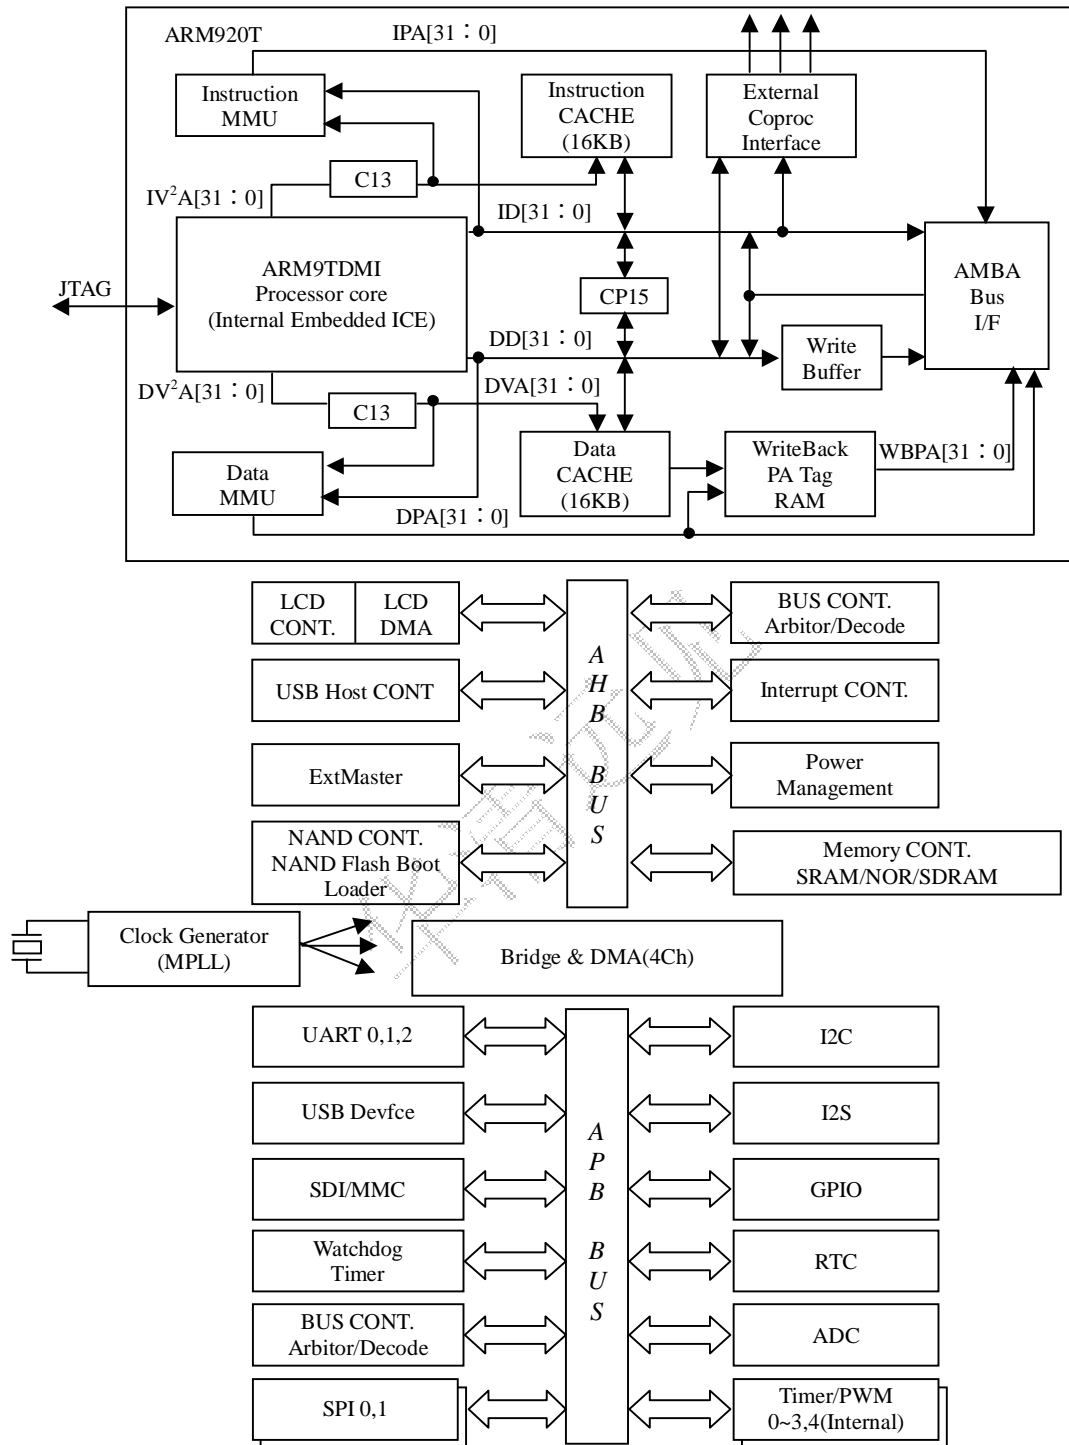 ARM920T
IPA[31：0]
Instruction
MMU
Instruction
CACHE
(16KB)
External
Coproc
Interface
C13
IV²A[31：0]
ID[31：0]
ARM9TDMI
Processor core
(Internal Embedded ICE)
JTAG
CP15
AMBA
Bus
I/F
DD[31：0]
Write
Buffer
DV²A[31：0]
DVA[31：0]
C13
Data
MMU
Data
CACHE
(16KB)
WriteBack
PA Tag
RAM
WBPA[31：0]
DPA[31：0]
LCD
CONT.
LCD
DMA
BUS CONT.
Arbitor/Decode
USB Host CONT
Interrupt CONT.
AHB BUS
ExtMaster
Power
Management
NAND CONT.
NAND Flash Boot
Loader
Memory CONT.
SRAM/NOR/SDRAM
Clock Generator
(MPLL)
Bridge & DMA(4Ch)
UART 0,1,2
I2C
USB Devfce
I2S
APB BUS
SDI/MMC
GPIO
Watchdog
Timer
RTC
BUS CONT.
Arbitor/Decode
ADC
SPI 0,1
Timer/PWM
0~3,4(Internal)